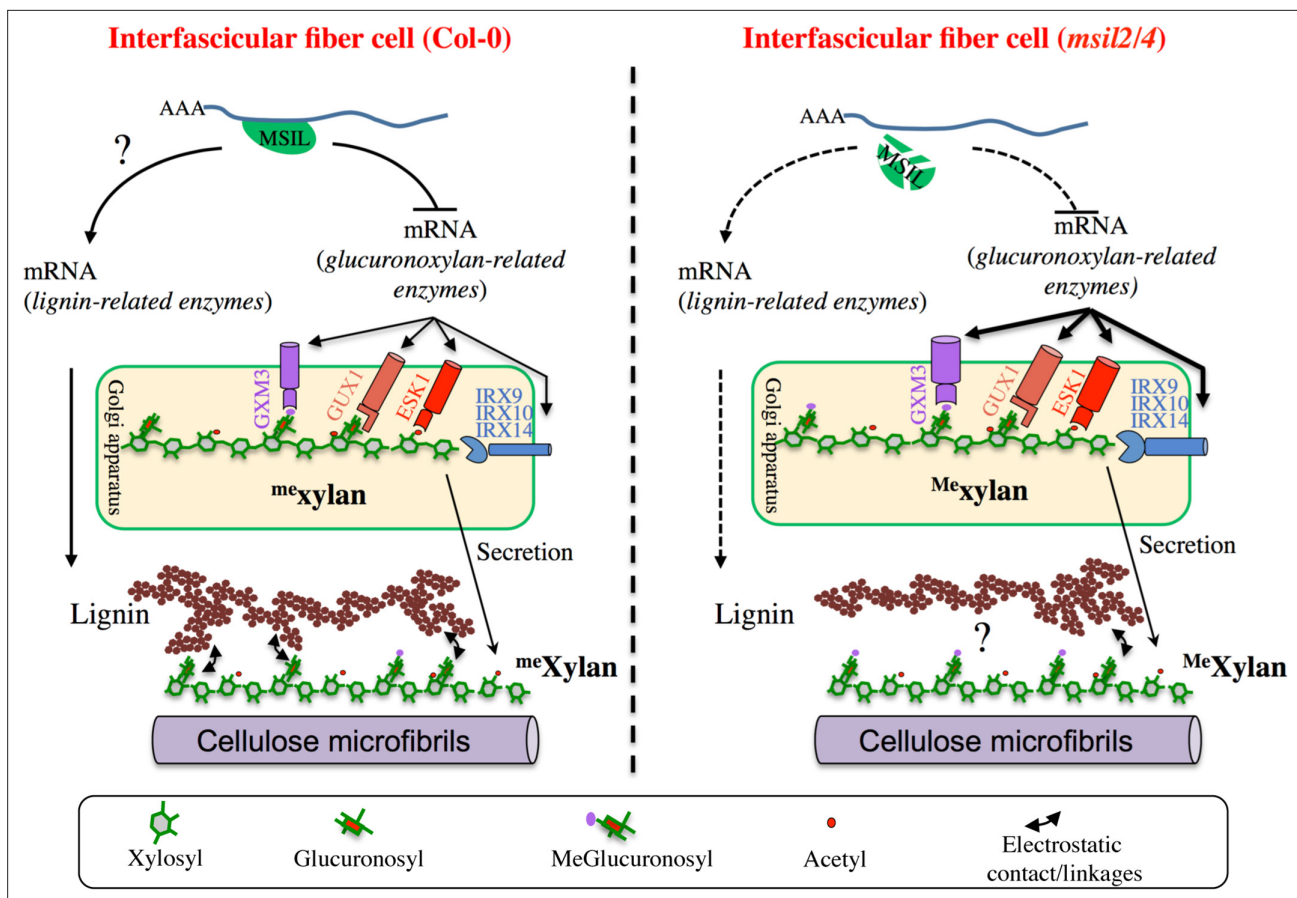 Interfascicular fiber cell (Col-0)
AAA
MSIL
?
mRNA
(glucuronoxylan-related
enzymes)
mRNA
(lignin-related enzymes)
Golgi apparatus
GXM3
GUX1
ESK1
IRX9
IRX10
IRX14
mexylan
Secretion
Lignin
meXylan
Cellulose microfibrils
Interfascicular fiber cell (msil2/4)
AAA
MSIL
mRNA
(glucuronoxylan-related
enzymes)
mRNA
(lignin-related enzymes)
Golgi apparatus
GXM3
GUX1
ESK1
IRX9
IRX10
IRX14
Mexylan
Secretion
Lignin
?
MeXylan
Cellulose microfibrils
Xylosyl
Glucuronosyl
MeGlucuronosyl
Acetyl
Electrostatic
contact/linkages